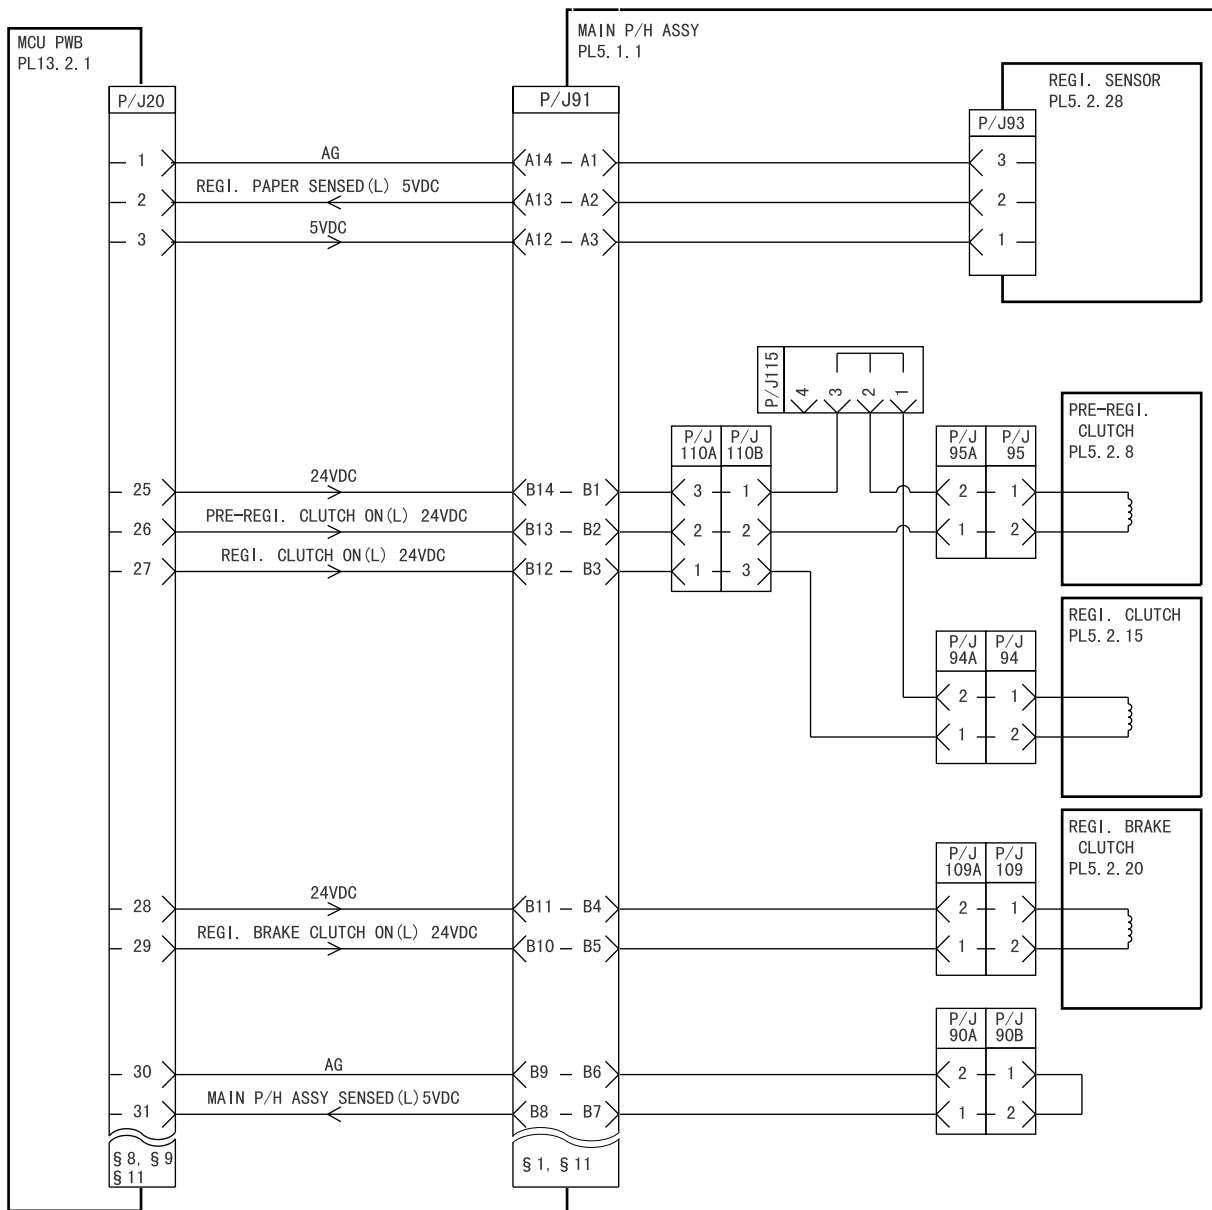 MCU PWB
PL13.2.1
MAIN P/H ASSY
PL5.1.1
P/J20
P/J91
REGI. SENSOR
PL5.2.28
P/J93
1
AG
A14 – A1
3
2
REGI. PAPER SENSED(L) 5VDC
A13 – A2
2
3
5VDC
A12 – A3
1
P/J115
4
3
2
1
PRE-REGI.
CLUTCH
PL5.2.8
P/J
110A
P/J
110B
P/J
95A
P/J
95
25
24VDC
B14 – B1
3 – 1
2 – 1
26
PRE-REGI. CLUTCH ON(L) 24VDC
B13 – B2
2 – 2
1 – 2
27
REGI. CLUTCH ON(L) 24VDC
B12 – B3
1 – 3
REGI. CLUTCH
PL5.2.15
P/J
94A
P/J
94
2 – 1
1 – 2
REGI. BRAKE
CLUTCH
PL5.2.20
P/J
109A
P/J
109
28
24VDC
B11 – B4
2 – 1
29
REGI. BRAKE CLUTCH ON(L) 24VDC
B10 – B5
1 – 2
P/J
90A
P/J
90B
30
AG
B9 – B6
2 – 1
31
MAIN P/H ASSY SENSED(L)5VDC
B8 – B7
1 – 2
§8, §9
§11
§1, §11